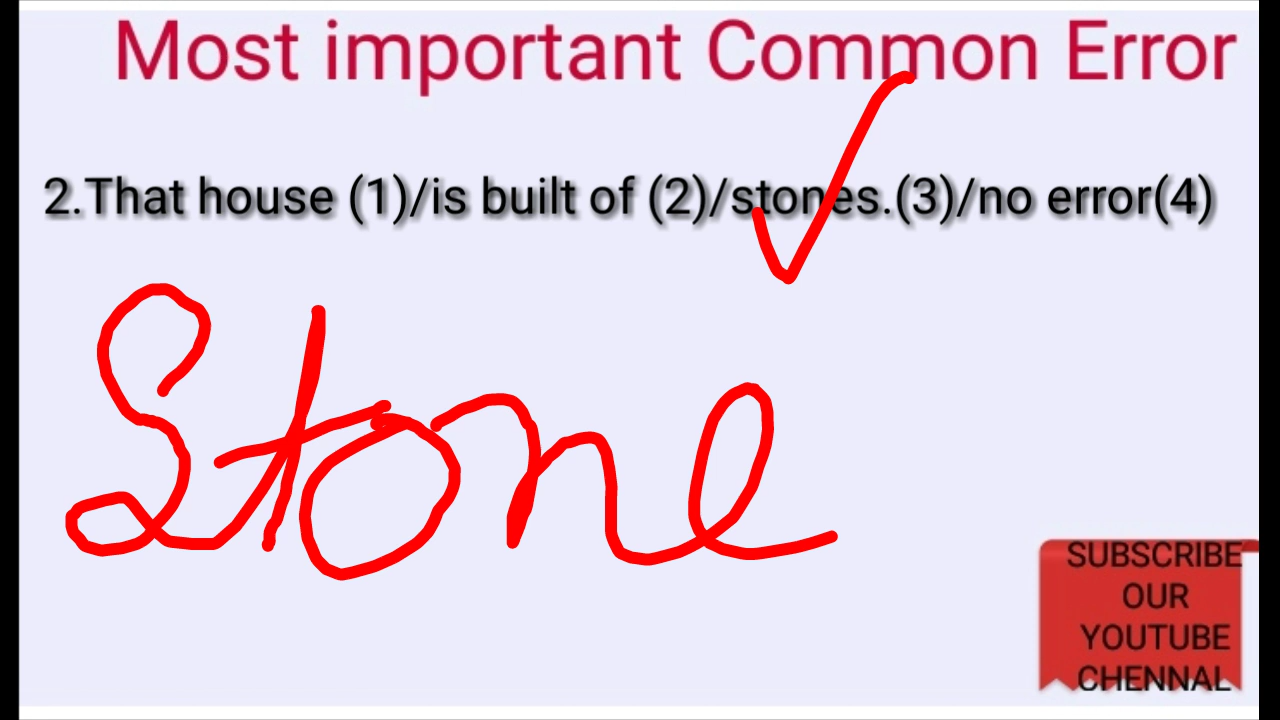 Most important Common Error
2.That house (1)/is built of (2)/stones.(3)/no error(4)
Stone
SUBSCRIBE
OUR
YOUTUBE
CHENNAL